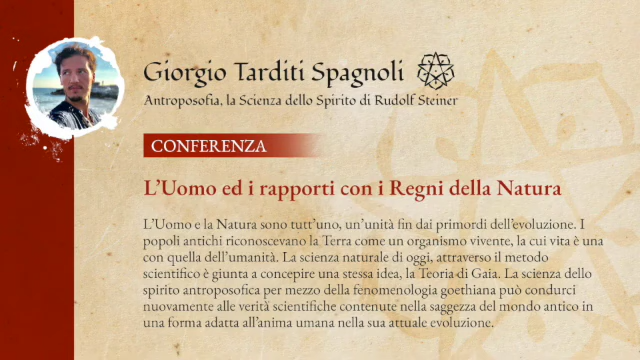 Giorgio Tarditi Spagnoli
Antroposofia, la Scienza dello Spirito di Rudolf Steiner
CONFERENZA
L'Uomo ed i rapporti con i Regni della Natura
L'Uomo e la Natura sono tutt'uno, un'unità fin dai primordi dell'evoluzione. I
popoli antichi riconoscevano la Terra come un organismo vivente, la cui vita è una
con quella dell'umanità. La scienza naturale di oggi, attraverso il metodo
scientifico è giunta a concepire una stessa idea, la Teoria di Gaia. La scienza dello
spirito antroposofica per mezzo della fenomenologia goethiana può condurci
nuovamente alle verità scientifiche contenute nella saggezza del mondo antico in
una forma adatta all'anima umana nella sua attuale evoluzione.